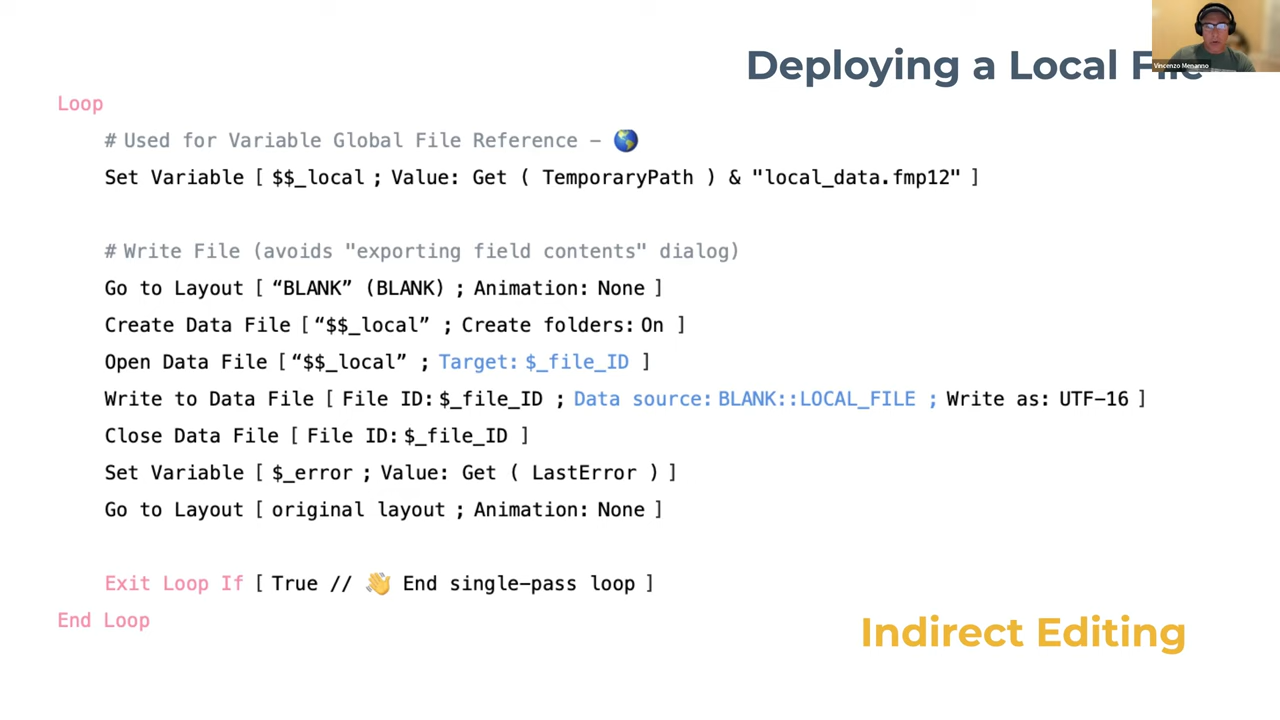 Deploying a Local File
Vincenzo Menanno
Loop
# Used for Variable Global File Reference – 🌎
Set Variable [ $$_local ; Value: Get ( TemporaryPath ) & "local_data.fmp12" ]
# Write File (avoids "exporting field contents" dialog)
Go to Layout [ “BLANK” (BLANK) ; Animation: None ]
Create Data File [ “$$_local” ; Create folders: On ]
Open Data File [ “$$_local” ; Target: $_file_ID ]
Write to Data File [ File ID: $_file_ID ; Data source: BLANK::LOCAL_FILE ; Write as: UTF-16 ]
Close Data File [ File ID: $_file_ID ]
Set Variable [ $_error ; Value: Get ( LastError ) ]
Go to Layout [ original layout ; Animation: None ]
Exit Loop If [ True // 👋 End single-pass loop ]
End Loop
Indirect Editing